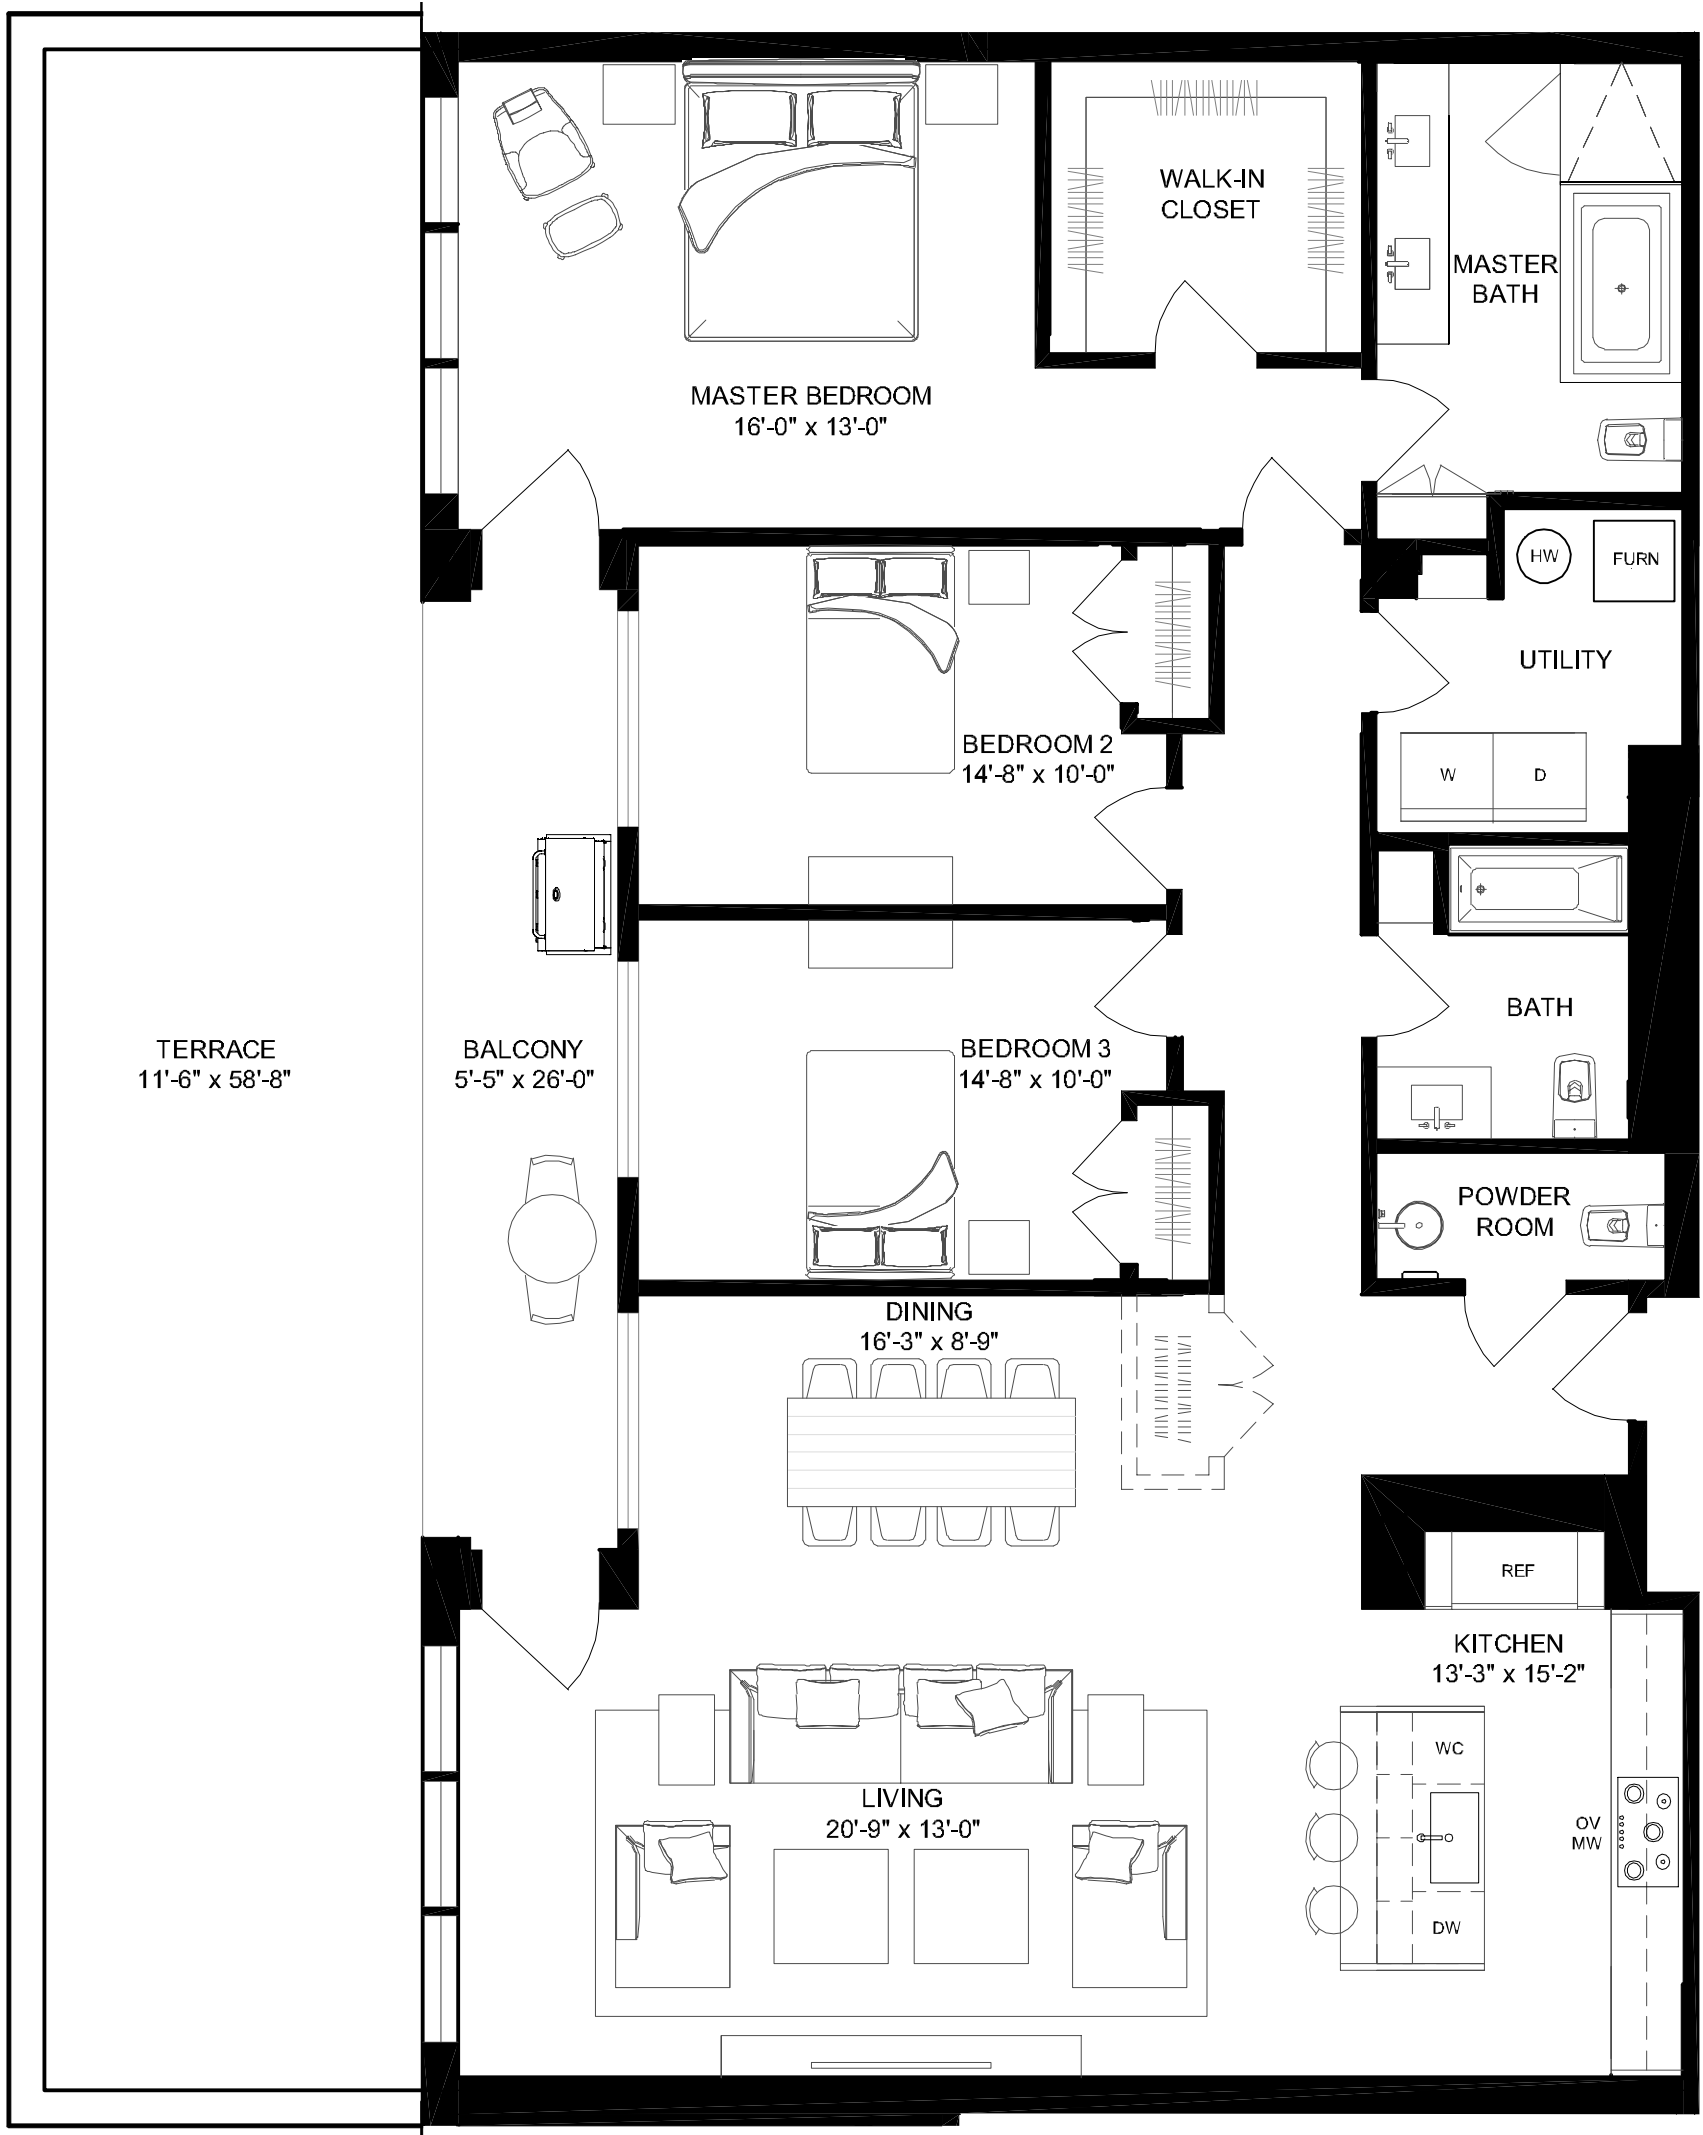 WALK-IN
CLOSET
MASTER
BATH
MASTER BEDROOM
16'-0" x 13'-0"
HW
FURN
UTILITY
BEDROOM 2
14'-8" x 10'-0"
W
D
BATH
TERRACE
11'-6" x 58'-8"
BALCONY
5'-5" x 26'-0"
BEDROOM 3
14'-8" x 10'-0"
POWDER
ROOM
DINING
16'-3" x 8'-9"
REF
KITCHEN
13'-3" x 15'-2"
WC
LIVING
20'-9" x 13'-0"
OV
MW
DW